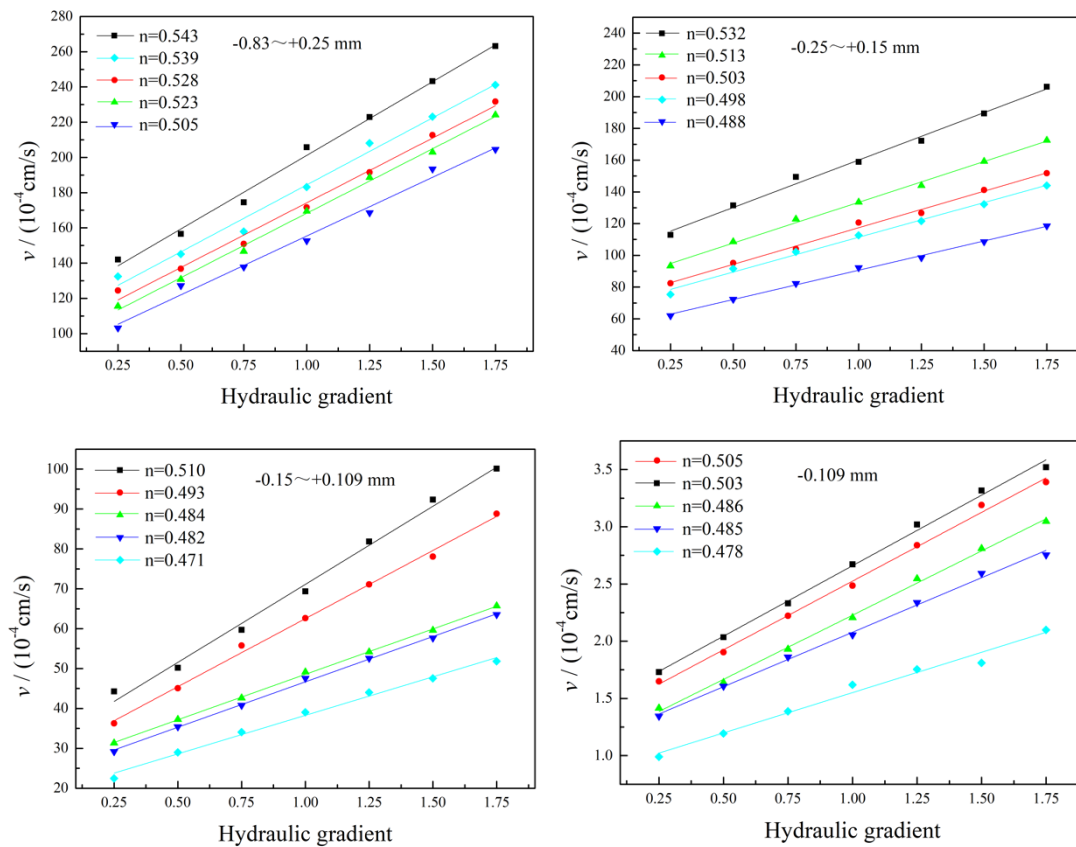 280
260
240
220
200
180
160
140
120
100
v / (10⁻⁴cm/s)
n=0.543
n=0.539
n=0.528
n=0.523
n=0.505
-0.83～+0.25 mm
0.25 0.50 0.75 1.00 1.25 1.50 1.75
Hydraulic gradient
240
220
200
180
160
140
120
100
80
60
40
v / (10⁻⁴cm/s)
n=0.532
n=0.513
n=0.503
n=0.498
n=0.488
-0.25～+0.15 mm
0.25 0.50 0.75 1.00 1.25 1.50 1.75
Hydraulic gradient
100
90
80
70
60
50
40
30
20
v / (10⁻⁴cm/s)
n=0.510
n=0.493
n=0.484
n=0.482
n=0.471
-0.15～+0.109 mm
0.25 0.50 0.75 1.00 1.25 1.50 1.75
Hydraulic gradient
3.5
3.0
2.5
2.0
1.5
1.0
v / (10⁻⁴cm/s)
n=0.505
n=0.503
n=0.486
n=0.485
n=0.478
-0.109 mm
0.25 0.50 0.75 1.00 1.25 1.50 1.75
Hydraulic gradient